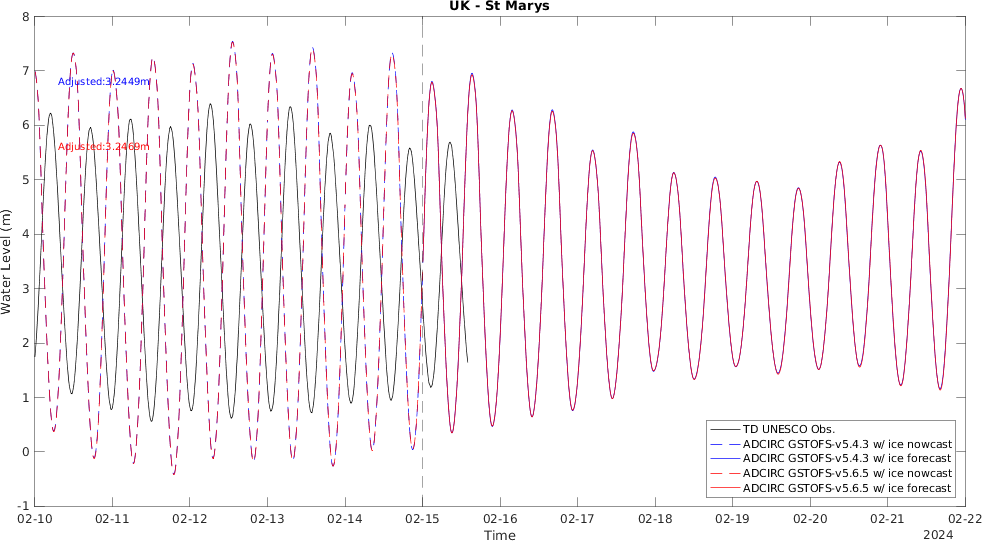 UK - St Marys
8
7
6
5
4
3
2
1
0
-1
Water Level (m)
Adjusted:3.2449m
Adjusted:3.2469m
TD UNESCO Obs.
ADCIRC GSTOFS-v5.4.3 w/ ice nowcast
ADCIRC GSTOFS-v5.4.3 w/ ice forecast
ADCIRC GSTOFS-v5.6.5 w/ ice nowcast
ADCIRC GSTOFS-v5.6.5 w/ ice forecast
02-10 02-11 02-12 02-13 02-14 02-15 02-16 02-17 02-18 02-19 02-20 02-21 02-22
Time
2024